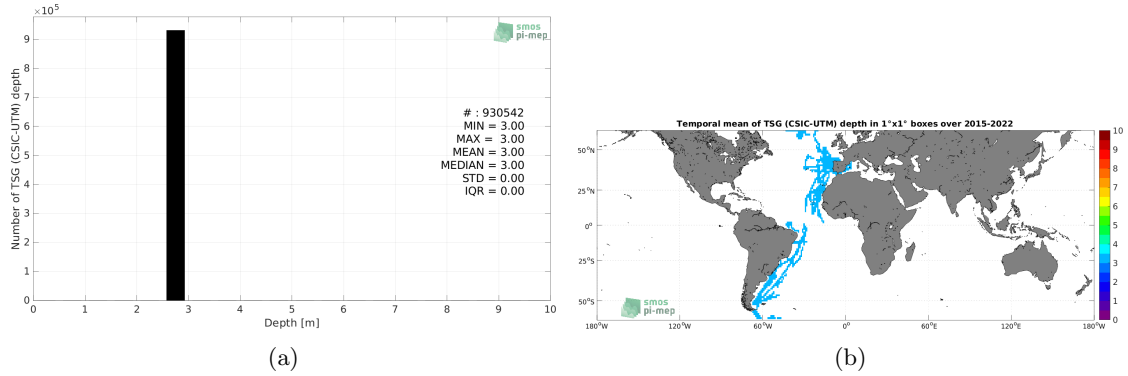 ×10⁵
9
8
7
6
5
4
3
2
1
0
Number of TSG (CSIC-UTM) depth
smos
pi-mep
# : 930542
MIN = 3.00
MAX = 3.00
MEAN = 3.00
MEDIAN = 3.00
STD = 0.00
IQR = 0.00
0 1 2 3 4 5 6 7 8 9 10
Depth [m]
(a)
Temporal mean of TSG (CSIC-UTM) depth in 1°x1° boxes over 2015-2022
50°N
25°N
0°
25°S
50°S
smos
pi-mep
180°W 120°W 60°W 0° 60°E 120°E 180°E
10
9
8
7
6
5
4
3
2
1
0
(b)